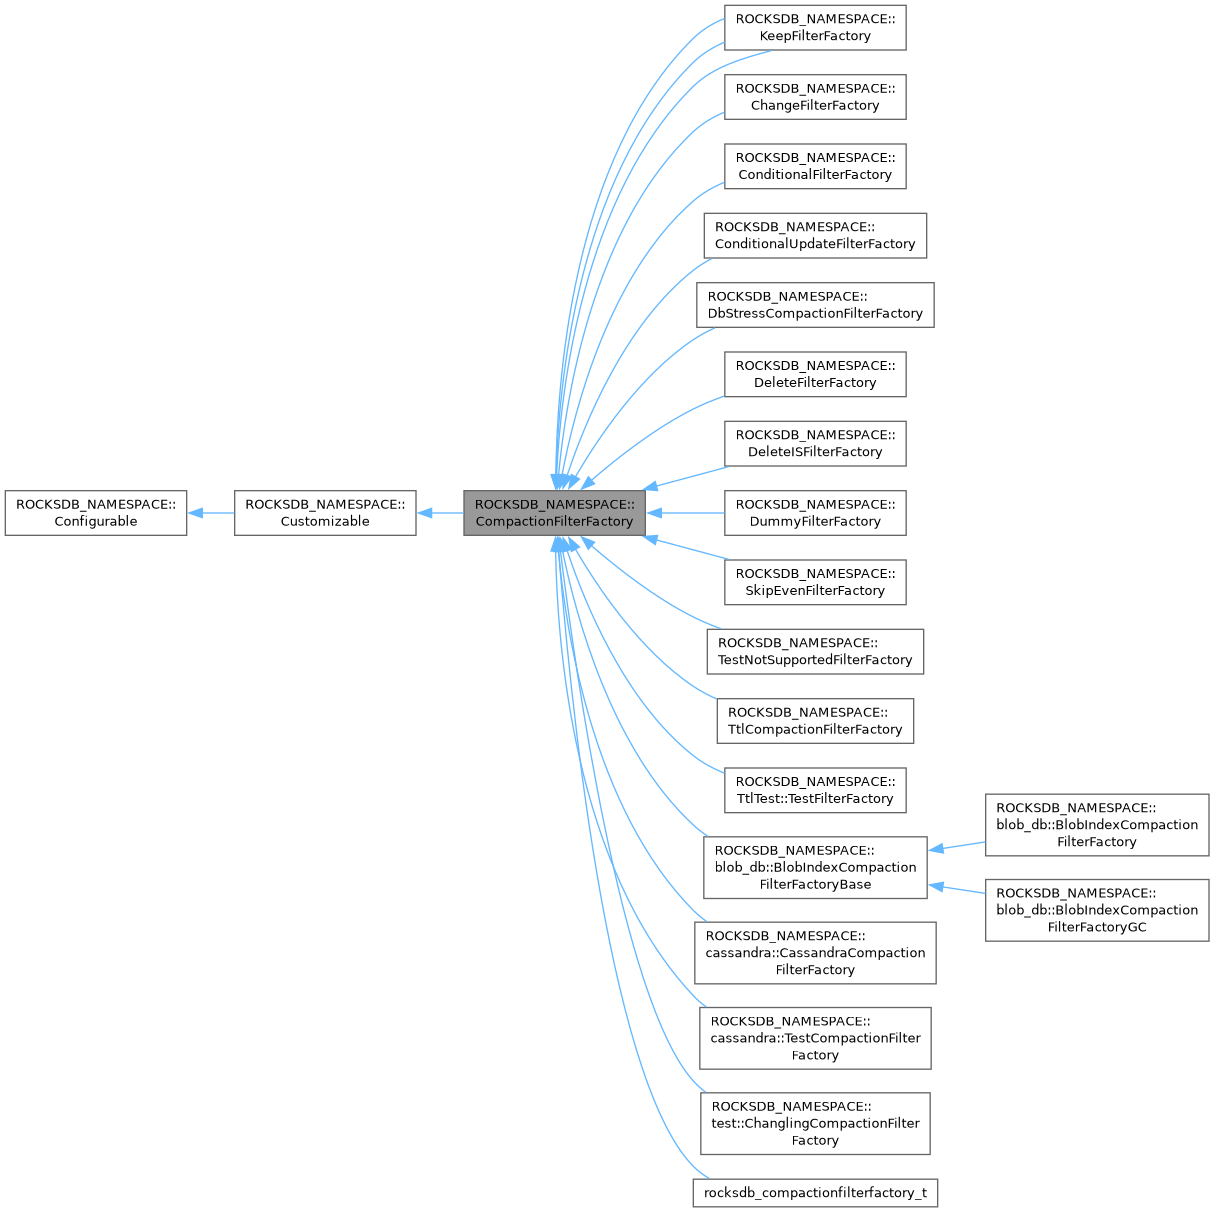 ROCKSDB_NAMESPACE::
KeepFilterFactory
ROCKSDB_NAMESPACE::
ChangeFilterFactory
ROCKSDB_NAMESPACE::
ConditionalFilterFactory
ROCKSDB_NAMESPACE::
ConditionalUpdateFilterFactory
ROCKSDB_NAMESPACE::
DbStressCompactionFilterFactory
ROCKSDB_NAMESPACE::
DeleteFilterFactory
ROCKSDB_NAMESPACE::
DeleteISFilterFactory
ROCKSDB_NAMESPACE::
Configurable
ROCKSDB_NAMESPACE::
Customizable
ROCKSDB_NAMESPACE::
CompactionFilterFactory
ROCKSDB_NAMESPACE::
DummyFilterFactory
ROCKSDB_NAMESPACE::
SkipEvenFilterFactory
ROCKSDB_NAMESPACE::
TestNotSupportedFilterFactory
ROCKSDB_NAMESPACE::
TtlCompactionFilterFactory
ROCKSDB_NAMESPACE::
TtlTest::TestFilterFactory
ROCKSDB_NAMESPACE::
blob_db::BlobIndexCompaction
FilterFactoryBase
ROCKSDB_NAMESPACE::
blob_db::BlobIndexCompaction
FilterFactory
ROCKSDB_NAMESPACE::
blob_db::BlobIndexCompaction
FilterFactoryGC
ROCKSDB_NAMESPACE::
cassandra::CassandraCompaction
FilterFactory
ROCKSDB_NAMESPACE::
cassandra::TestCompactionFilter
Factory
ROCKSDB_NAMESPACE::
test::ChanglingCompactionFilter
Factory
rocksdb_compactionfilterfactory_t